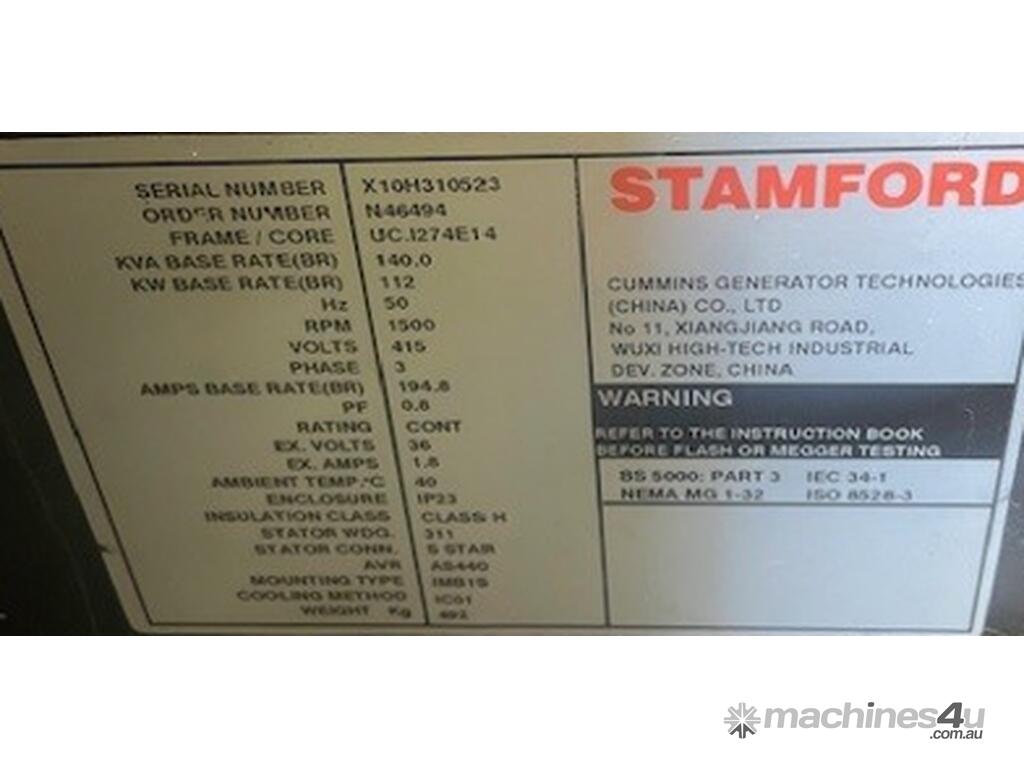 SERIAL NUMBER X10H310523
ORDER NUMBER N46494
FRAME / CORE UCJ274E14
KVA BASE RATE(BR) 140.0
KW BASE RATE(BR) 112
Hz 50
RPM 1500
VOLTS 415
PHASE 3
AMPS BASE RATE(BR) 194.8
PF 0.8
RATING CONT
EX. VOLTS 36
EX. AMPS 1.8
AMBIENT TEMP.°C 40
ENCLOSURE IP23
INSULATION CLASS CLASS H
STATOR WDG. 311
STATOR CONN. S STAR
AVR AS440
MOUNTING TYPE IMB15
COOLING METHOD IC01
WEIGHT Kg 492
STAMFORD
CUMMINS GENERATOR TECHNOLOGIES
(CHINA) CO., LTD
No 11, XIANGJIANG ROAD,
WUXI HIGH-TECH INDUSTRIAL
DEV. ZONE, CHINA
WARNING
REFER TO THE INSTRUCTION BOOK
BEFORE FLASH OR MEGGER TESTING
BS 5000: PART 3 IEC 34-1
NEMA MG 1-32 ISO 8528-3
machines4u
.com.au